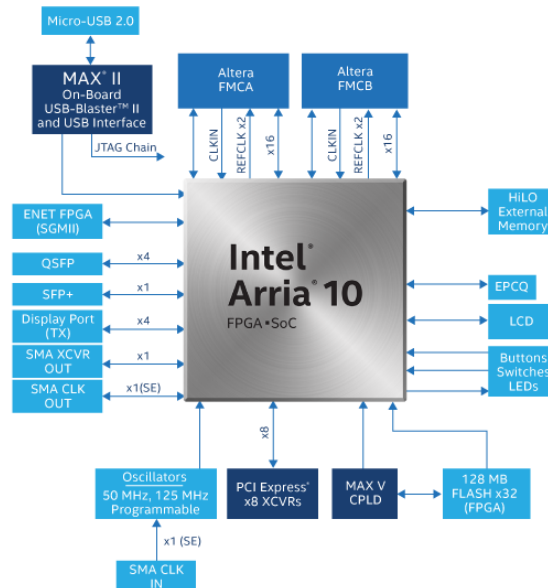 Micro-USB 2.0
MAX® II
On-Board
USB-Blaster™ II
and USB Interface
JTAG Chain
Altera
FMCA
Altera
FMCB
CLKIN
REFCLK x2
x16
CLKIN
REFCLK x2
x16
ENET FPGA
(SGMII)
QSFP
x4
SFP+
x1
Display Port
(TX)
x4
SMA XCVR
OUT
x1
SMA CLK
OUT
x1(SE)
Intel®
Arria® 10
FPGA▪SoC
HiLO
External
Memory
EPCQ
LCD
Buttons
Switches
LEDs
x8
Oscillators
50 MHz, 125 MHz
Programmable
PCI Express®
x8 XCVRs
MAX V
CPLD
128 MB
FLASH x32
(FPGA)
x1 (SE)
SMA CLK
IN